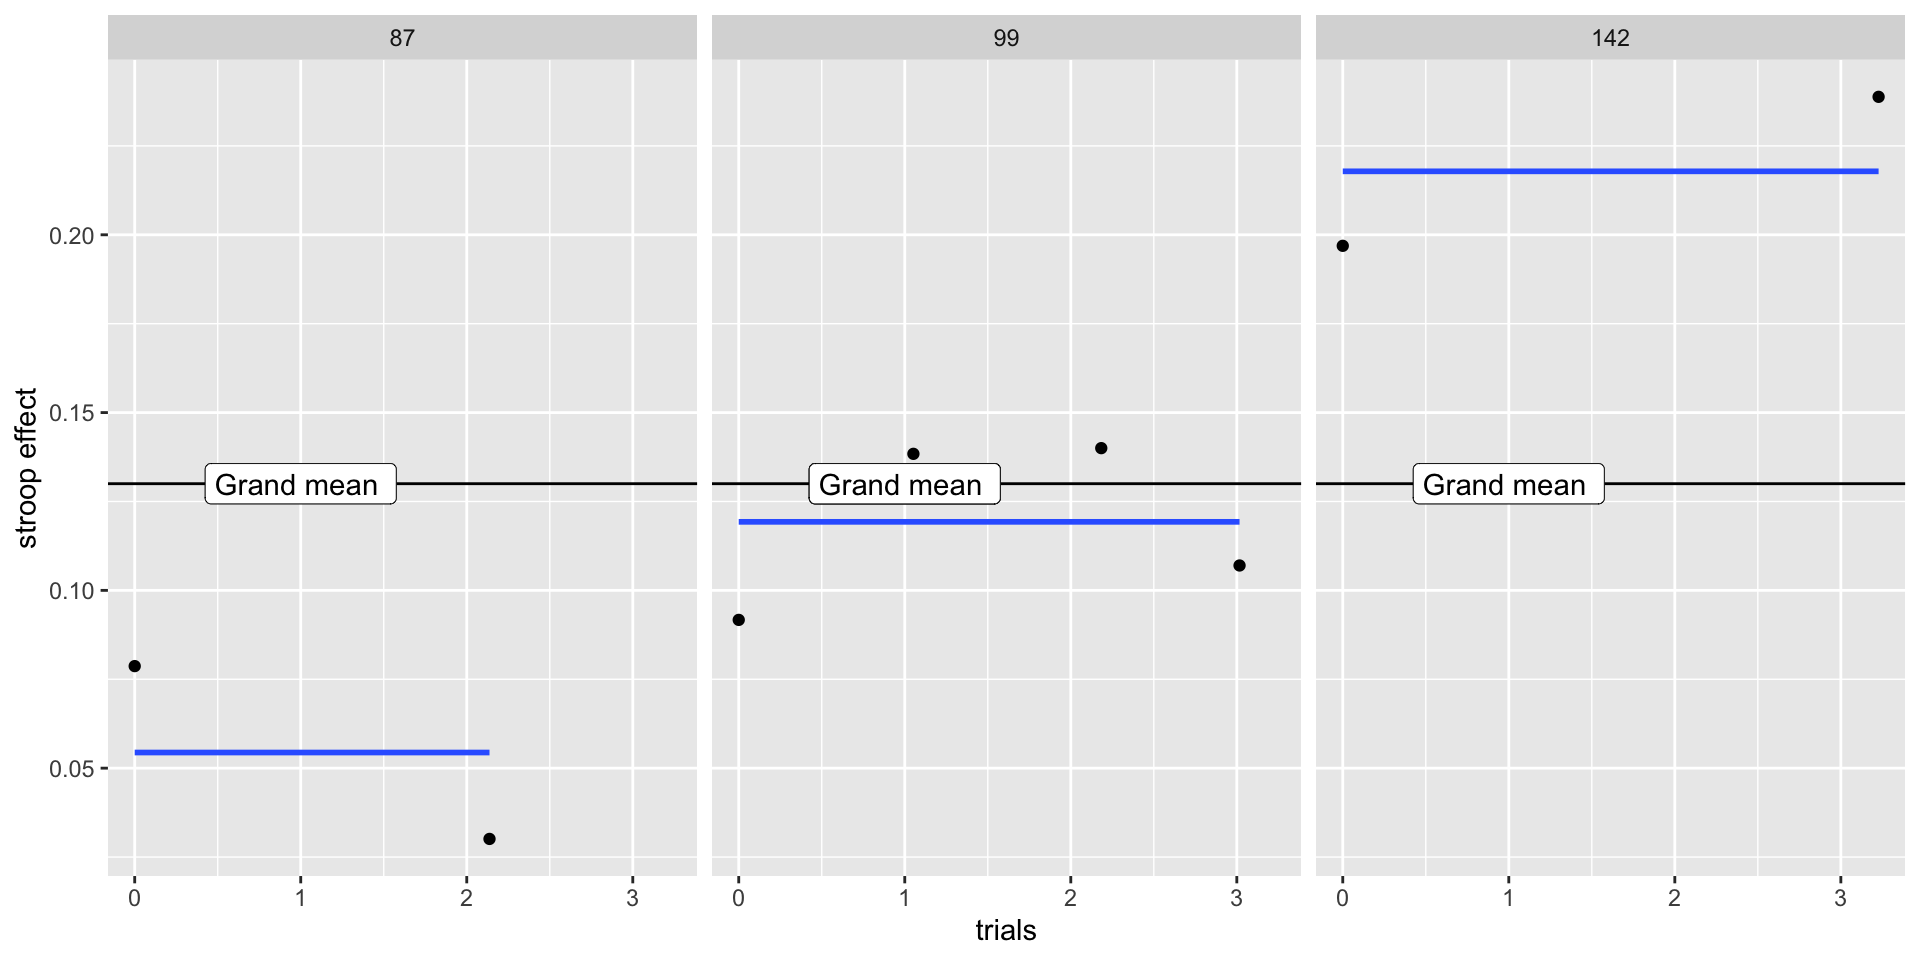 87 99 142
0.20
0.15
0.10
0.05
stroop effect
Grand mean Grand mean Grand mean
0 1 2 3 0 1 2 3 0 1 2 3
trials